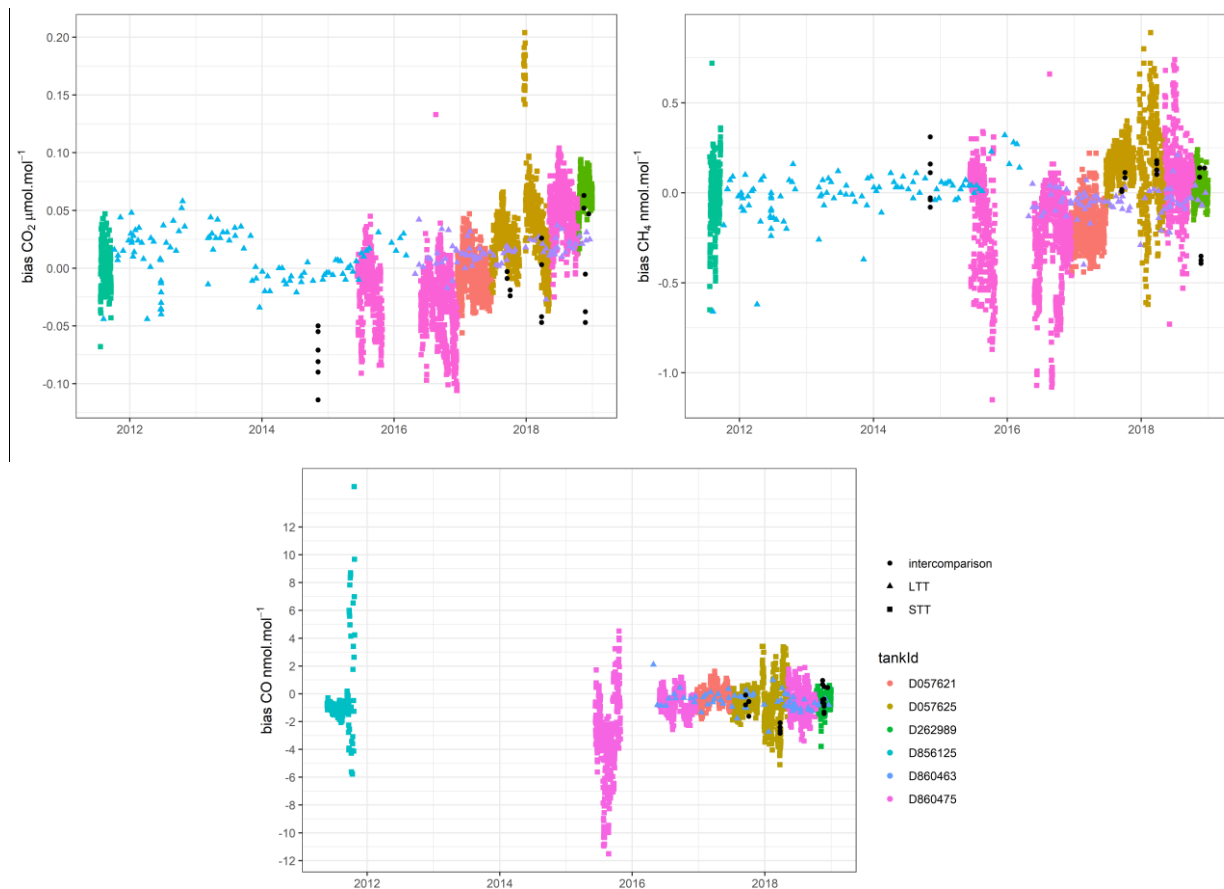 bias CO₂ μmol.mol⁻¹
0.20
0.15
0.10
0.05
0.00
-0.05
-0.10
2012
2014
2016
2018
bias CH₄ nmol.mol⁻¹
0.5
0.0
-0.5
-1.0
2012
2014
2016
2018
bias CO nmol.mol⁻¹
12
10
8
6
4
2
0
-2
-4
-6
-8
-10
-12
2012
2014
2016
2018
intercomparison
LTT
STT
tankId
D057621
D057625
D262989
D856125
D860463
D860475